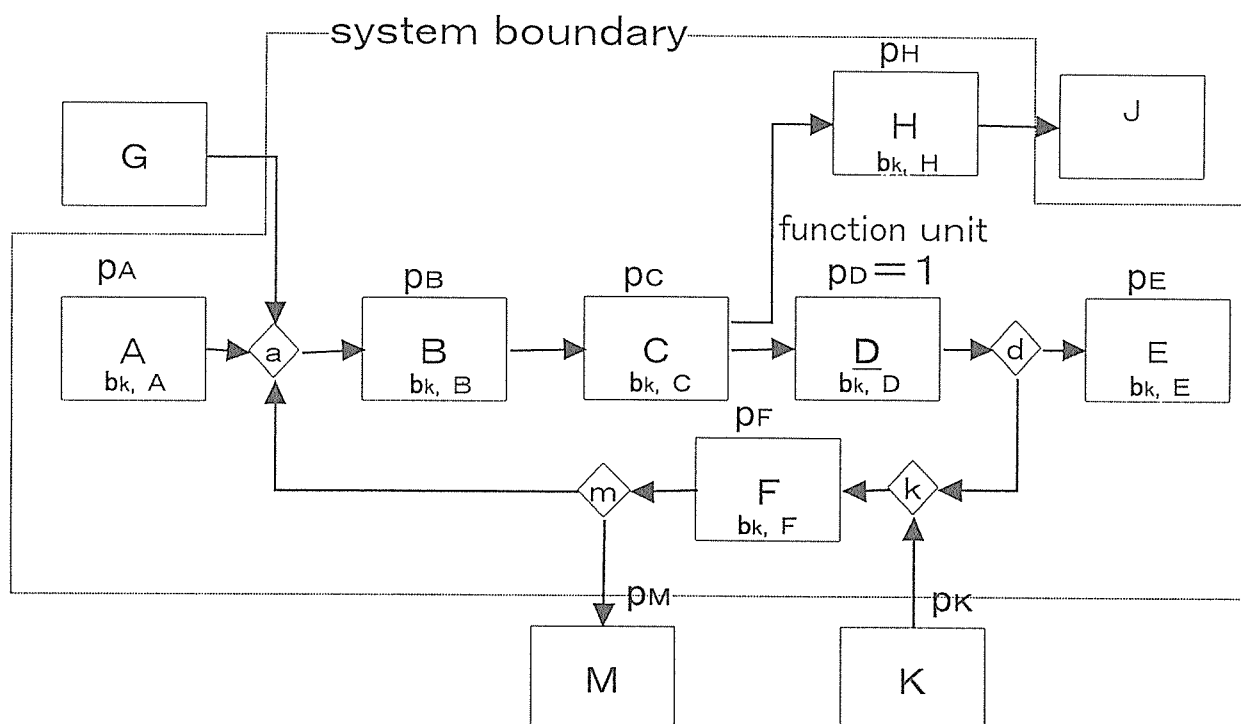 system boundary
pH
G
H
bk, H
J
function unit
pA
pB
pC
pD＝1
pE
A
bk, A
a
B
bk, B
C
bk, C
D
bk, D
d
E
bk, E
pF
m
F
bk, F
k
pM
pK
M
K